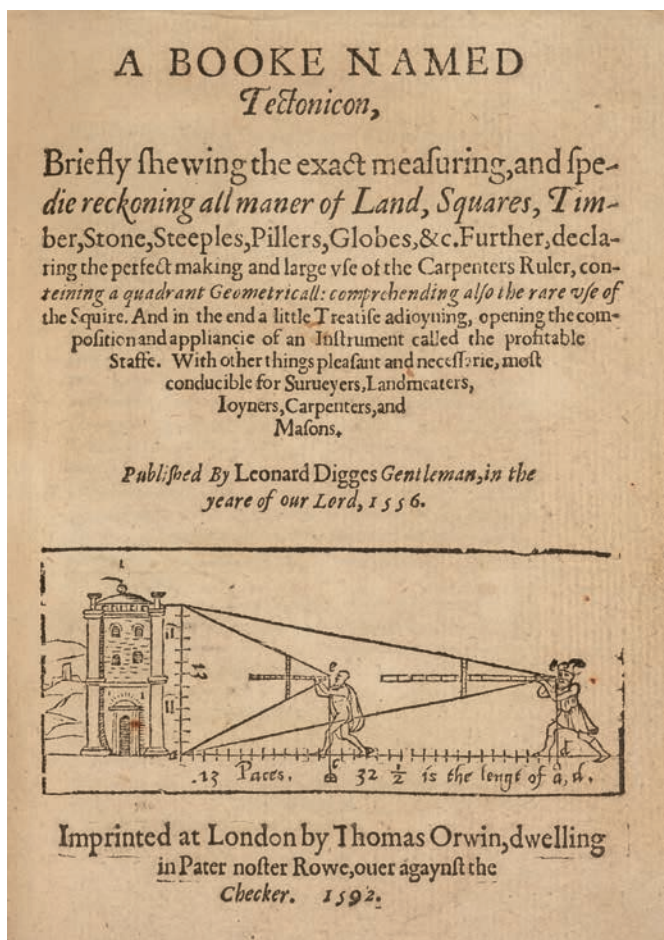 A BOOKE NAMED
Tectonicon,
Briefly ſhewing the exact meaſuring, and ſpe-
die reckoning all maner of Land, Squares, Tim-
ber, Stone, Steeples, Pillers, Globes, &c. Further, decla-
ring the perfect making and large vſe of the Carpenters Ruler, con-
teining a quadrant Geometricall: comprehending alſo the rare vſe of
the Squire. And in the end a little Treatiſe adioyning, opening the com-
poſition and appliancie of an Inſtrument called the profitable
Staffe. With other things pleaſant and neceſſarie, moſt
conducible for Surueyers, Landmeaters,
Ioyners, Carpenters, and
Maſons.
Publiſhed By Leonard Digges Gentleman, in the
yeare of our Lord, 1556.
13
13 Paces. c 32 1/2 is the lengt of a, d.
Imprinted at London by Thomas Orwin, dwelling
in Pater noſter Rowe, ouer agaynſt the
Checker. 1592.